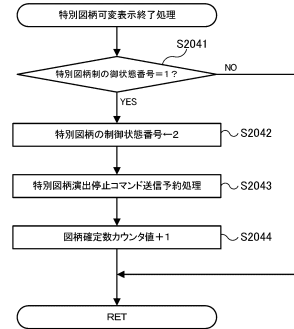 特別図柄可変表示終了処理
S2041
特別図柄制の御状態番号=1?
NO
YES
特別図柄の制御状態番号←2
S2042
特別図柄演出停止コマンド送信予約処理
S2043
図柄確定数カウンタ値+1
S2044
RET